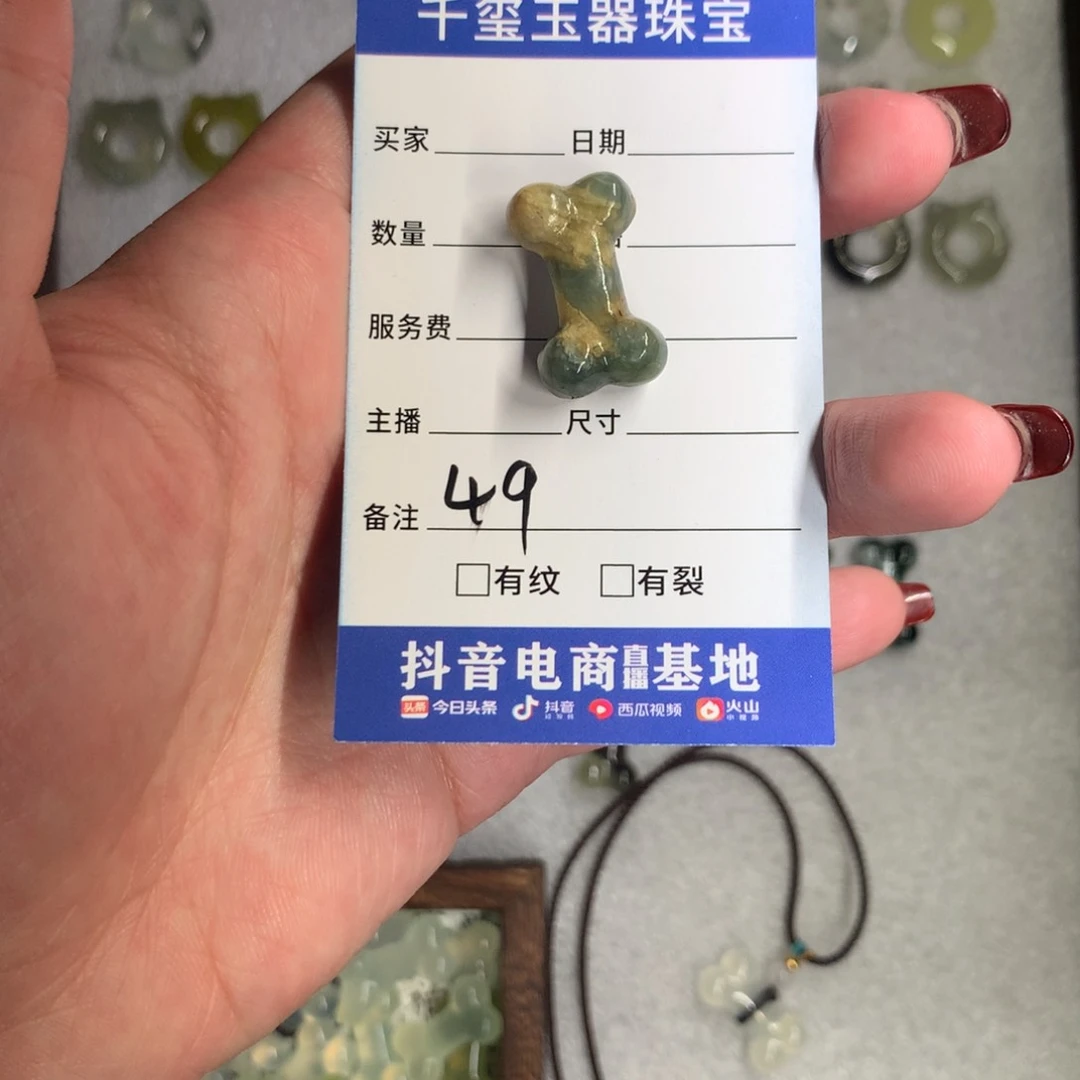 千玺玉器珠宝
买家 日期
数量
服务费
主播 尺寸
备注 49
□有纹 □有裂
抖音电商直播基地
头条 今日头条 抖音 西瓜视频 火山